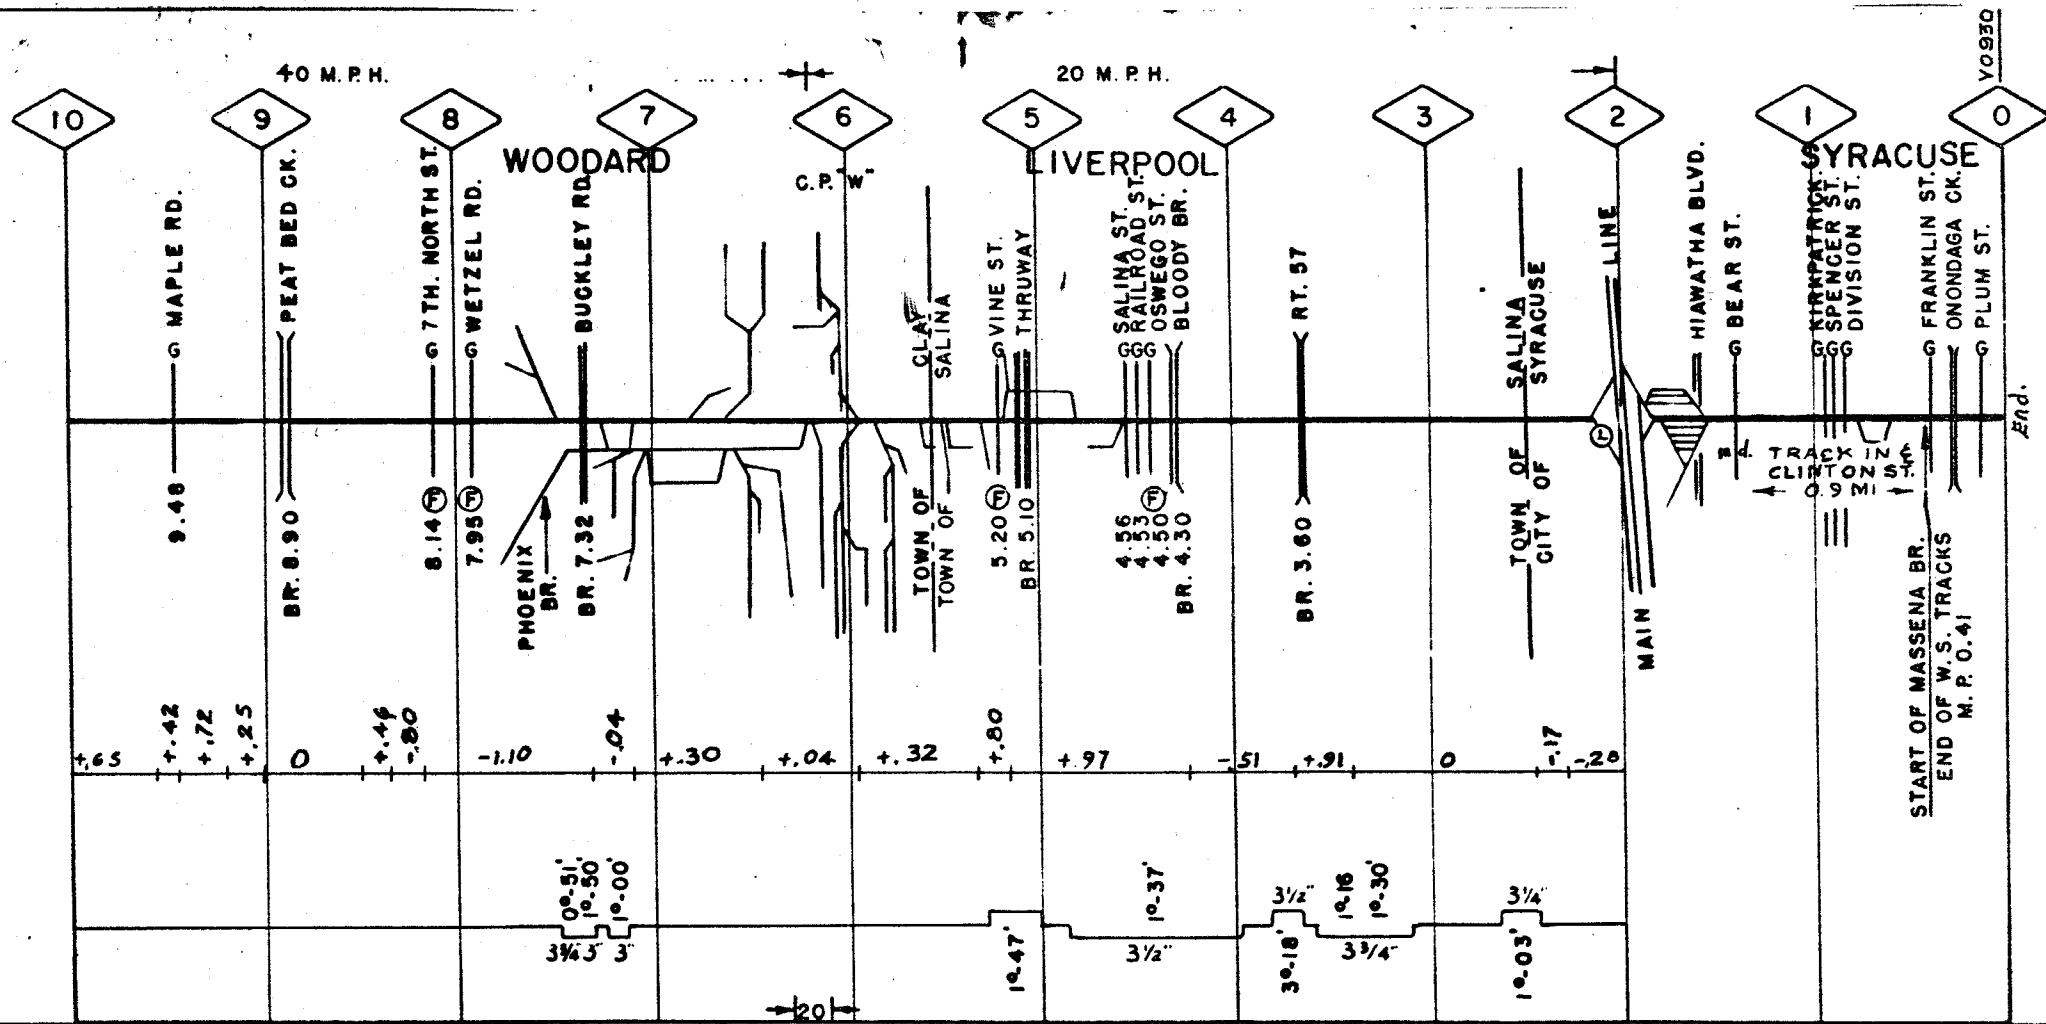 40 M.P.H.
20 M.P.H.
Y0930
10
9
8
7
6
5
4
3
2
1
0
WOODARD
LIVERPOOL
SYRACUSE
C.P. "W"
G MAPLE RD.
9.48
PEAT BED CK.
BR. 8.90
G 7TH. NORTH ST.
8.14 F
G WETZEL RD.
7.95 F
PHOENIX
BR.
BUCKLEY RD.
BR. 7.32
CLAY
SALINA
TOWN OF
TOWN OF
G VINE ST.
5.20 F
THRUWAY
BR. 5.10
G SALINA ST.
4.56
G RAILROAD ST.
4.53
G OSWEGO ST.
4.50 F
BLOODY BR.
BR. 4.30
RT. 57
BR. 3.60
TOWN OF SALINA
CITY OF SYRACUSE
MAIN LINE
HIAWATHA BLVD.
G BEAR ST.
G KIRKPATRICK.
G SPENCER ST.
G DIVISION ST.
G FRANKLIN ST.
ONONDAGA CK.
G PLUM ST.
End.
TRACK IN ℄
CLINTON ST.
0.9 MI
START OF MASSENA BR.
END OF W.S. TRACKS
M.P. 0.41
+.65
+.42
+.72
+.25
0
-.80
-1.10
-.04
+.30
+.04
+.32
+.80
+.97
-.51
+.91
0
-.17
-.28
0°-51'
1°-50'
1°-00'
3¾"
3"
3"
1°-47'
1°-37'
3½"
3½"
3°-18'
1°-16
1°-30'
3¾"
3¼"
1°-03'
20